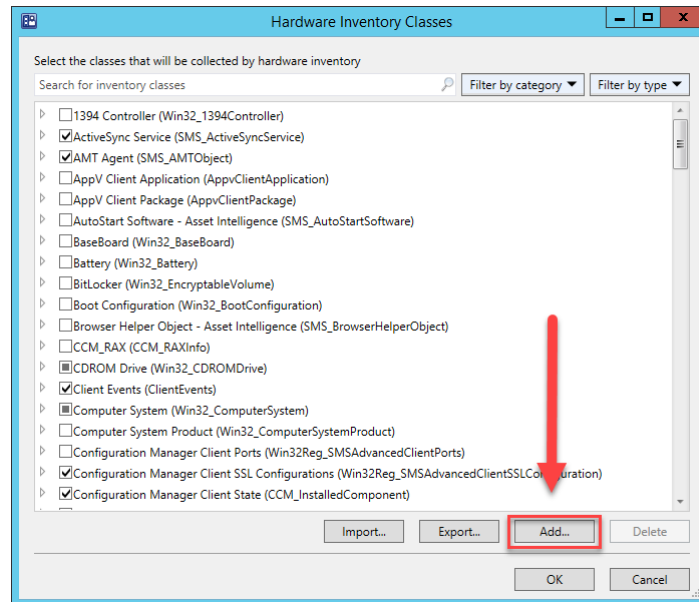 Hardware Inventory Classes
Select the classes that will be collected by hardware inventory
Search for inventory classes
Filter by category
Filter by type
1394 Controller (Win32_1394Controller)
ActiveSync Service (SMS_ActiveSyncService)
AMT Agent (SMS_AMTObject)
AppV Client Application (AppvClientApplication)
AppV Client Package (AppvClientPackage)
AutoStart Software - Asset Intelligence (SMS_AutoStartSoftware)
BaseBoard (Win32_BaseBoard)
Battery (Win32_Battery)
BitLocker (Win32_EncryptableVolume)
Boot Configuration (Win32_BootConfiguration)
Browser Helper Object - Asset Intelligence (SMS_BrowserHelperObject)
CCM_RAX (CCM_RAXInfo)
CDROM Drive (Win32_CDROMDrive)
Client Events (ClientEvents)
Computer System (Win32_ComputerSystem)
Computer System Product (Win32_ComputerSystemProduct)
Configuration Manager Client Ports (Win32Reg_SMSAdvancedClientPorts)
Configuration Manager Client SSL Configurations (Win32Reg_SMSAdvancedClientSSLConfiguration)
Configuration Manager Client State (CCM_InstalledComponent)
Import...
Export...
Add...
Delete
OK
Cancel